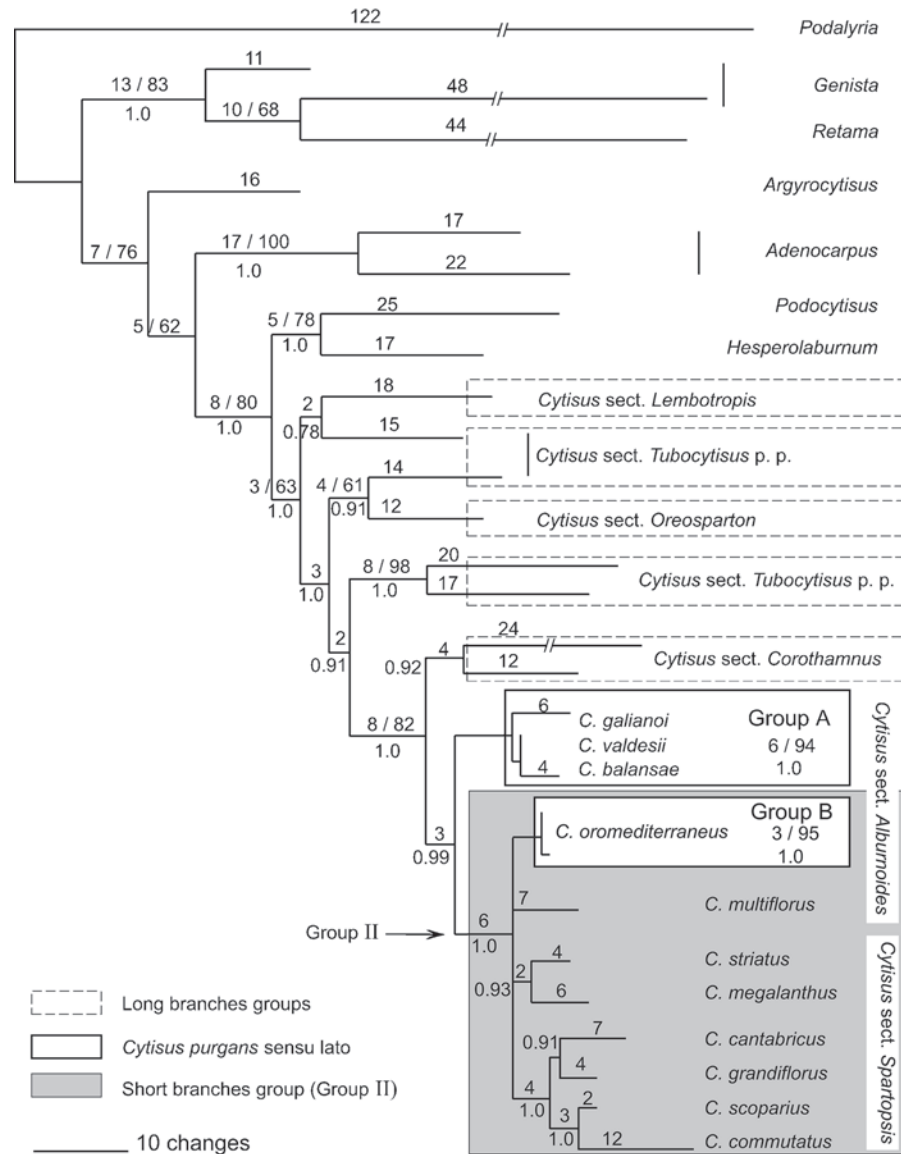 122
Podalyria
11
13 / 83
1.0
48
Genista
10 / 68
44
Retama
16
Argyrocytisus
17
7 / 76
17 / 100
1.0
22
Adenocarpus
25
Podocytisus
5 / 62
5 / 78
1.0
17
Hesperolaburnum
18
Cytisus sect. Lembotropis
8 / 80
1.0
2
0.78
15
Cytisus sect. Tubocytisus p. p.
14
3 / 63
1.0
4 / 61
0.91
12
Cytisus sect. Oreosparton
20
3
1.0
8 / 98
1.0
17
Cytisus sect. Tubocytisus p. p.
24
2
0.91
4
0.92
12
Cytisus sect. Corothamnus
8 / 82
1.0
6
C. galianoi
Group A
C. valdesii
6 / 94
4
C. balansae
1.0
Cytisus sect. Alburnoides
3
0.99
Group B
C. oromediterraneus
3 / 95
1.0
7
C. multiflorus
Group II
6
1.0
4
C. striatus
2
0.93
6
C. megalanthus
Cytisus sect. Spartopsis
7
C. cantabricus
0.91
4
C. grandiflorus
4
1.0
2
C. scoparius
3
1.0
12
C. commutatus
Long branches groups
Cytisus purgans sensu lato
Short branches group (Group II)
10 changes